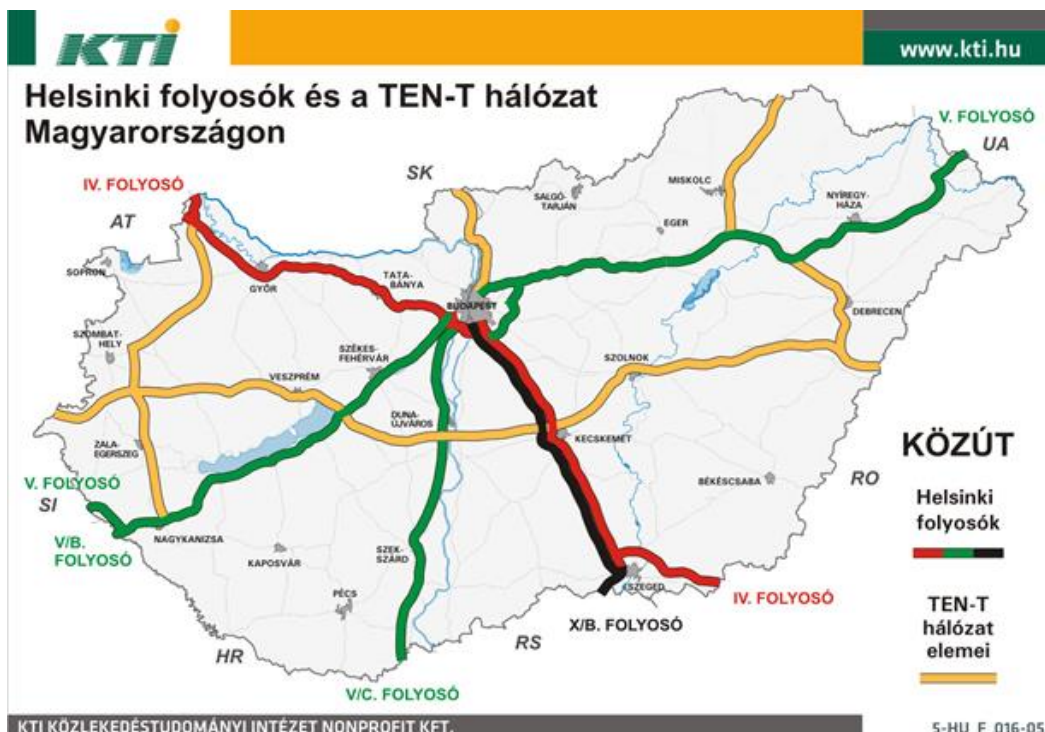 KTI
www.kti.hu
Helsinki folyosók és a TEN-T hálózat
Magyarországon
V. FOLYOSÓ
UA
SK
IV. FOLYOSÓ
AT
MISKOLC
SALGÓ-
TARJÁN
NYÍREGY-
HÁZA
EGER
SOPRON
GYŐR
TATA-
BÁNYA
BUDAPEST
DEBRECEN
SZOMBAT-
HELY
SZÉKES-
FEHÉRVÁR
SZOLNOK
VESZPRÉM
DUNA-
ÚJVÁROS
KECSKEMÉT
ZALA-
EGERSZEG
KÖZÚT
BÉKÉSCSABA
RO
V. FOLYOSÓ
SI
Helsinki
folyosók
V/B.
FOLYOSÓ
NAGYKANIZSA
KAPOSVÁR
SZEK-
SZÁRD
PÉCS
SZEGED
IV. FOLYOSÓ
TEN-T
hálózat
elemei
X/B. FOLYOSÓ
RS
HR
V/C. FOLYOSÓ
KTI KÖZLEKEDÉSTUDOMÁNYI INTÉZET NONPROFIT KFT.
5-HU_F_016-05